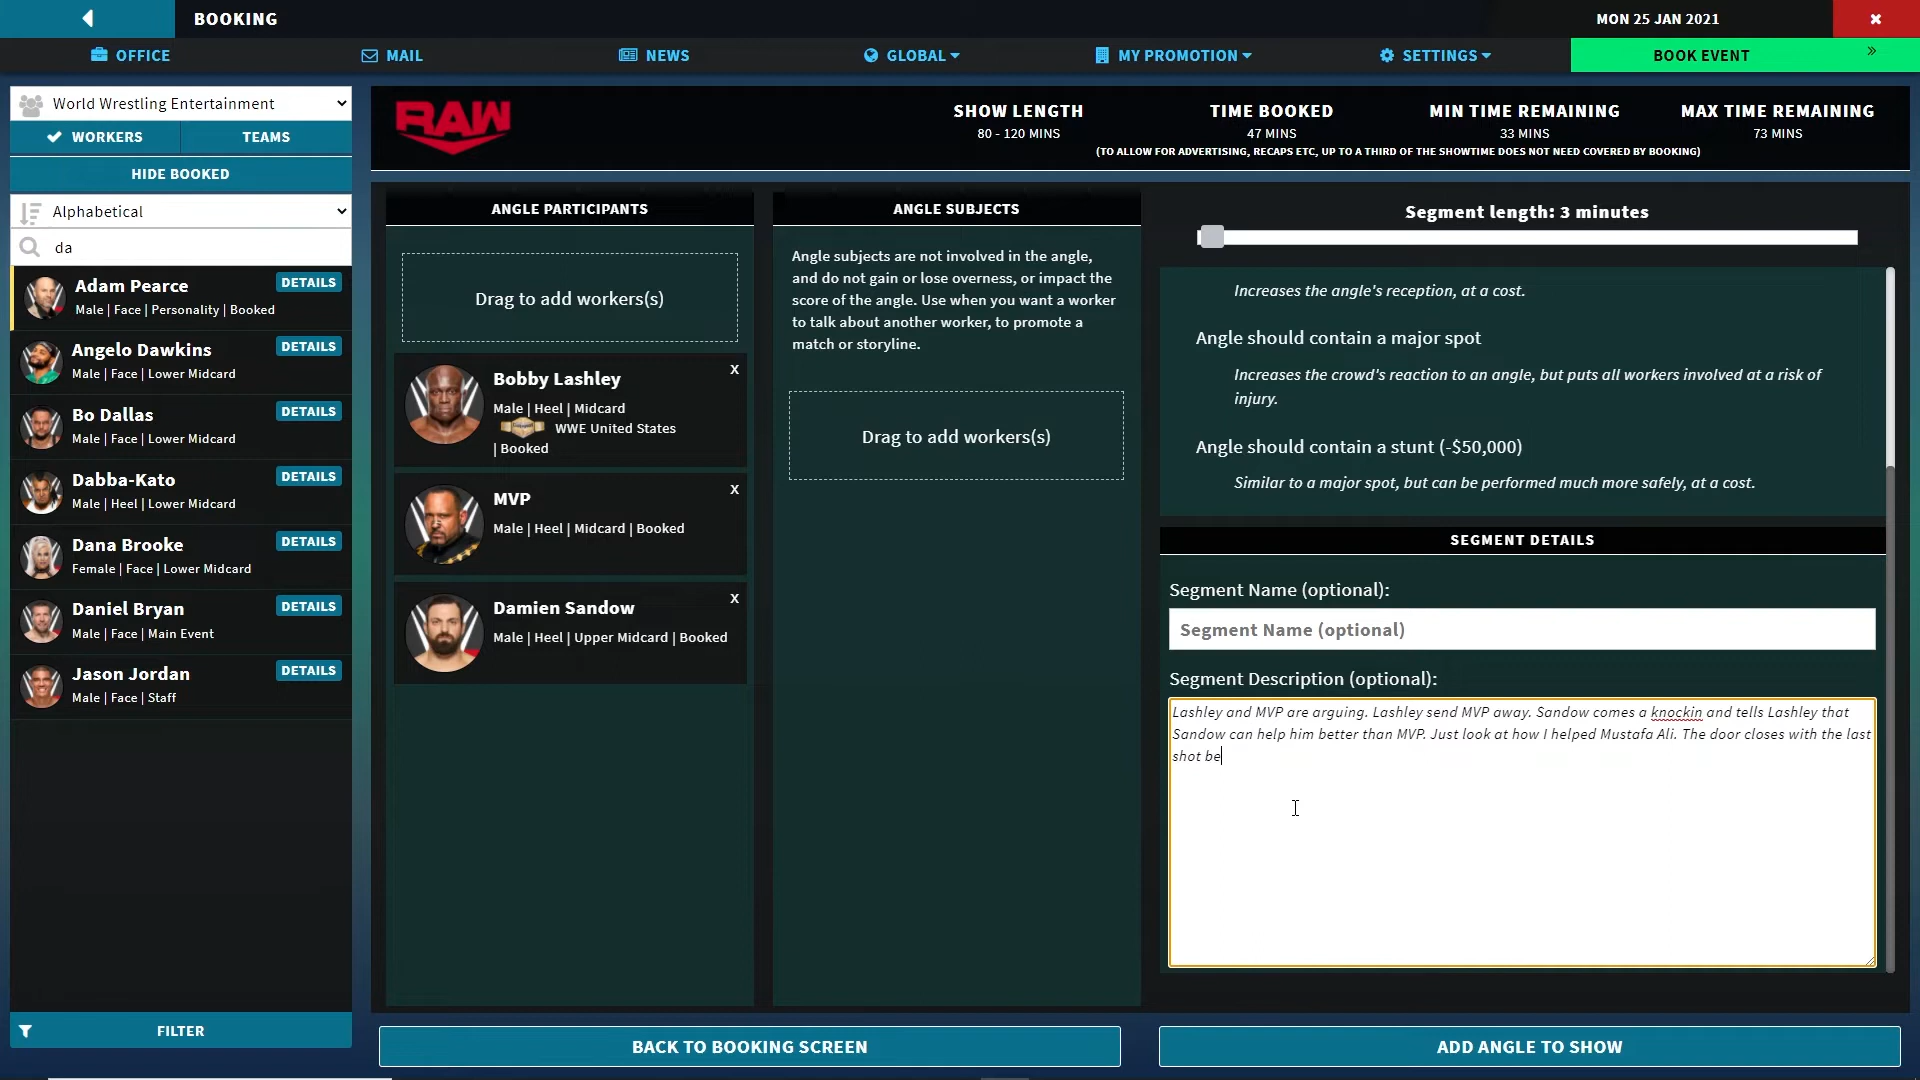 BOOKING
MON 25 JAN 2021
OFFICE
MAIL
NEWS
GLOBAL
MY PROMOTION
SETTINGS
BOOK EVENT
World Wrestling Entertainment
WORKERS
TEAMS
HIDE BOOKED
Alphabetical
da
Adam Pearce
DETAILS
Male | Face | Personality | Booked
Angelo Dawkins
DETAILS
Male | Face | Lower Midcard
Bo Dallas
DETAILS
Male | Face | Lower Midcard
Dabba-Kato
DETAILS
Male | Heel | Lower Midcard
Dana Brooke
DETAILS
Female | Face | Lower Midcard
Daniel Bryan
DETAILS
Male | Face | Main Event
Jason Jordan
DETAILS
Male | Face | Staff
FILTER
RAW
SHOW LENGTH
80 - 120 MINS
TIME BOOKED
47 MINS
MIN TIME REMAINING
33 MINS
MAX TIME REMAINING
73 MINS
(TO ALLOW FOR ADVERTISING, RECAPS ETC, UP TO A THIRD OF THE SHOWTIME DOES NOT NEED COVERED BY BOOKING)
ANGLE PARTICIPANTS
Drag to add workers(s)
Bobby Lashley
X
Male | Heel | Midcard
WWE United States
| Booked
MVP
X
Male | Heel | Midcard | Booked
Damien Sandow
X
Male | Heel | Upper Midcard | Booked
ANGLE SUBJECTS
Angle subjects are not involved in the angle,
and do not gain or lose overness, or impact the
score of the angle. Use when you want a worker
to talk about another worker, to promote a
match or storyline.
Drag to add workers(s)
Segment length: 3 minutes
Increases the angle's reception, at a cost.
Angle should contain a major spot
Increases the crowd's reaction to an angle, but puts all workers involved at a risk of
injury.
Angle should contain a stunt (-$50,000)
Similar to a major spot, but can be performed much more safely, at a cost.
SEGMENT DETAILS
Segment Name (optional):
Segment Name (optional)
Segment Description (optional):
Lashley and MVP are arguing. Lashley send MVP away. Sandow comes a knockin and tells Lashley that
Sandow can help him better than MVP. Just look at how I helped Mustafa Ali. The door closes with the last
shot be
BACK TO BOOKING SCREEN
ADD ANGLE TO SHOW